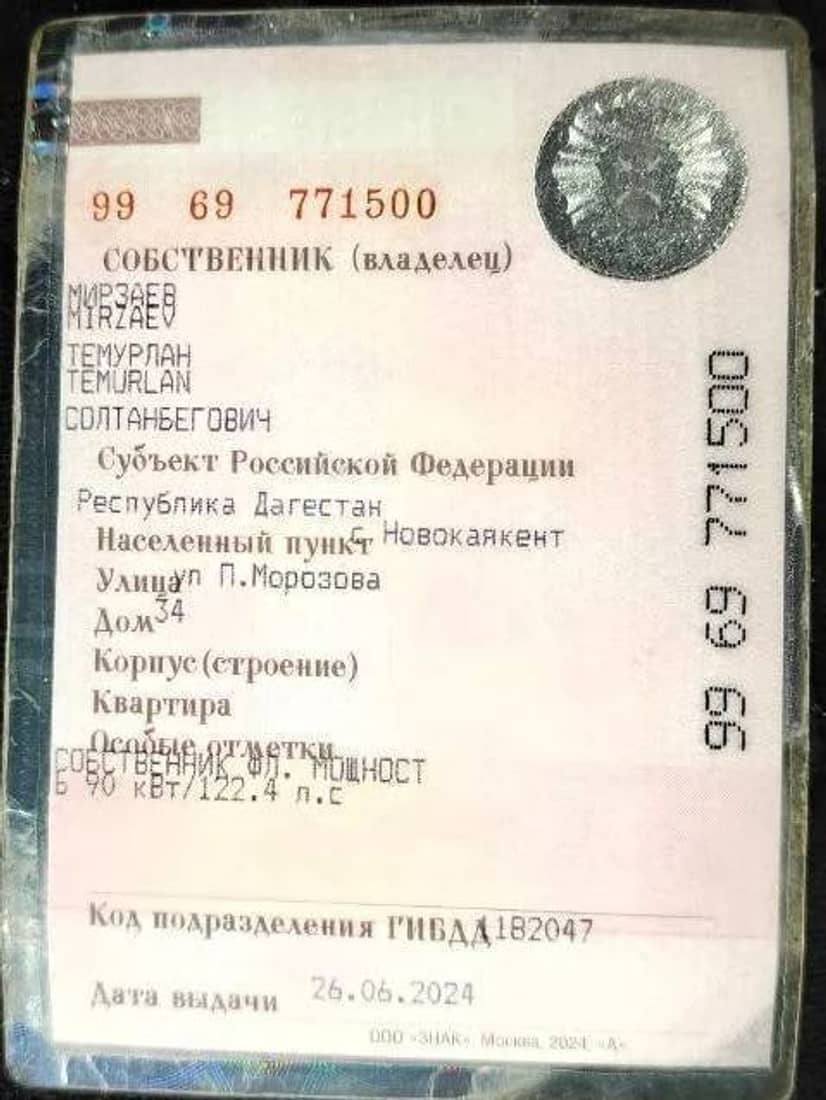 99 69 771500
СОБСТВЕННИК (владелец)
МИРЗАЕВ
MIRZAEV
ТЕМУРЛАН
TEMURLAN
СОЛТАНБЕГОВИЧ
Субъект Российской Федерации
Республика Дагестан
Населенный пункт с Новокаякент
Улица ул П.Морозова
Дом 34
Корпус (строение)
Квартира
Особые отметки
СОБСТВЕННИК ФЛ. МОЩНОСТ
Ь 90 кВт/122.4 л.с
Код подразделения ГИБДД 1182047
Дата выдачи 26.06.2024
ООО «ЗНАК», Москва, 2024, «А».
99 69 771500